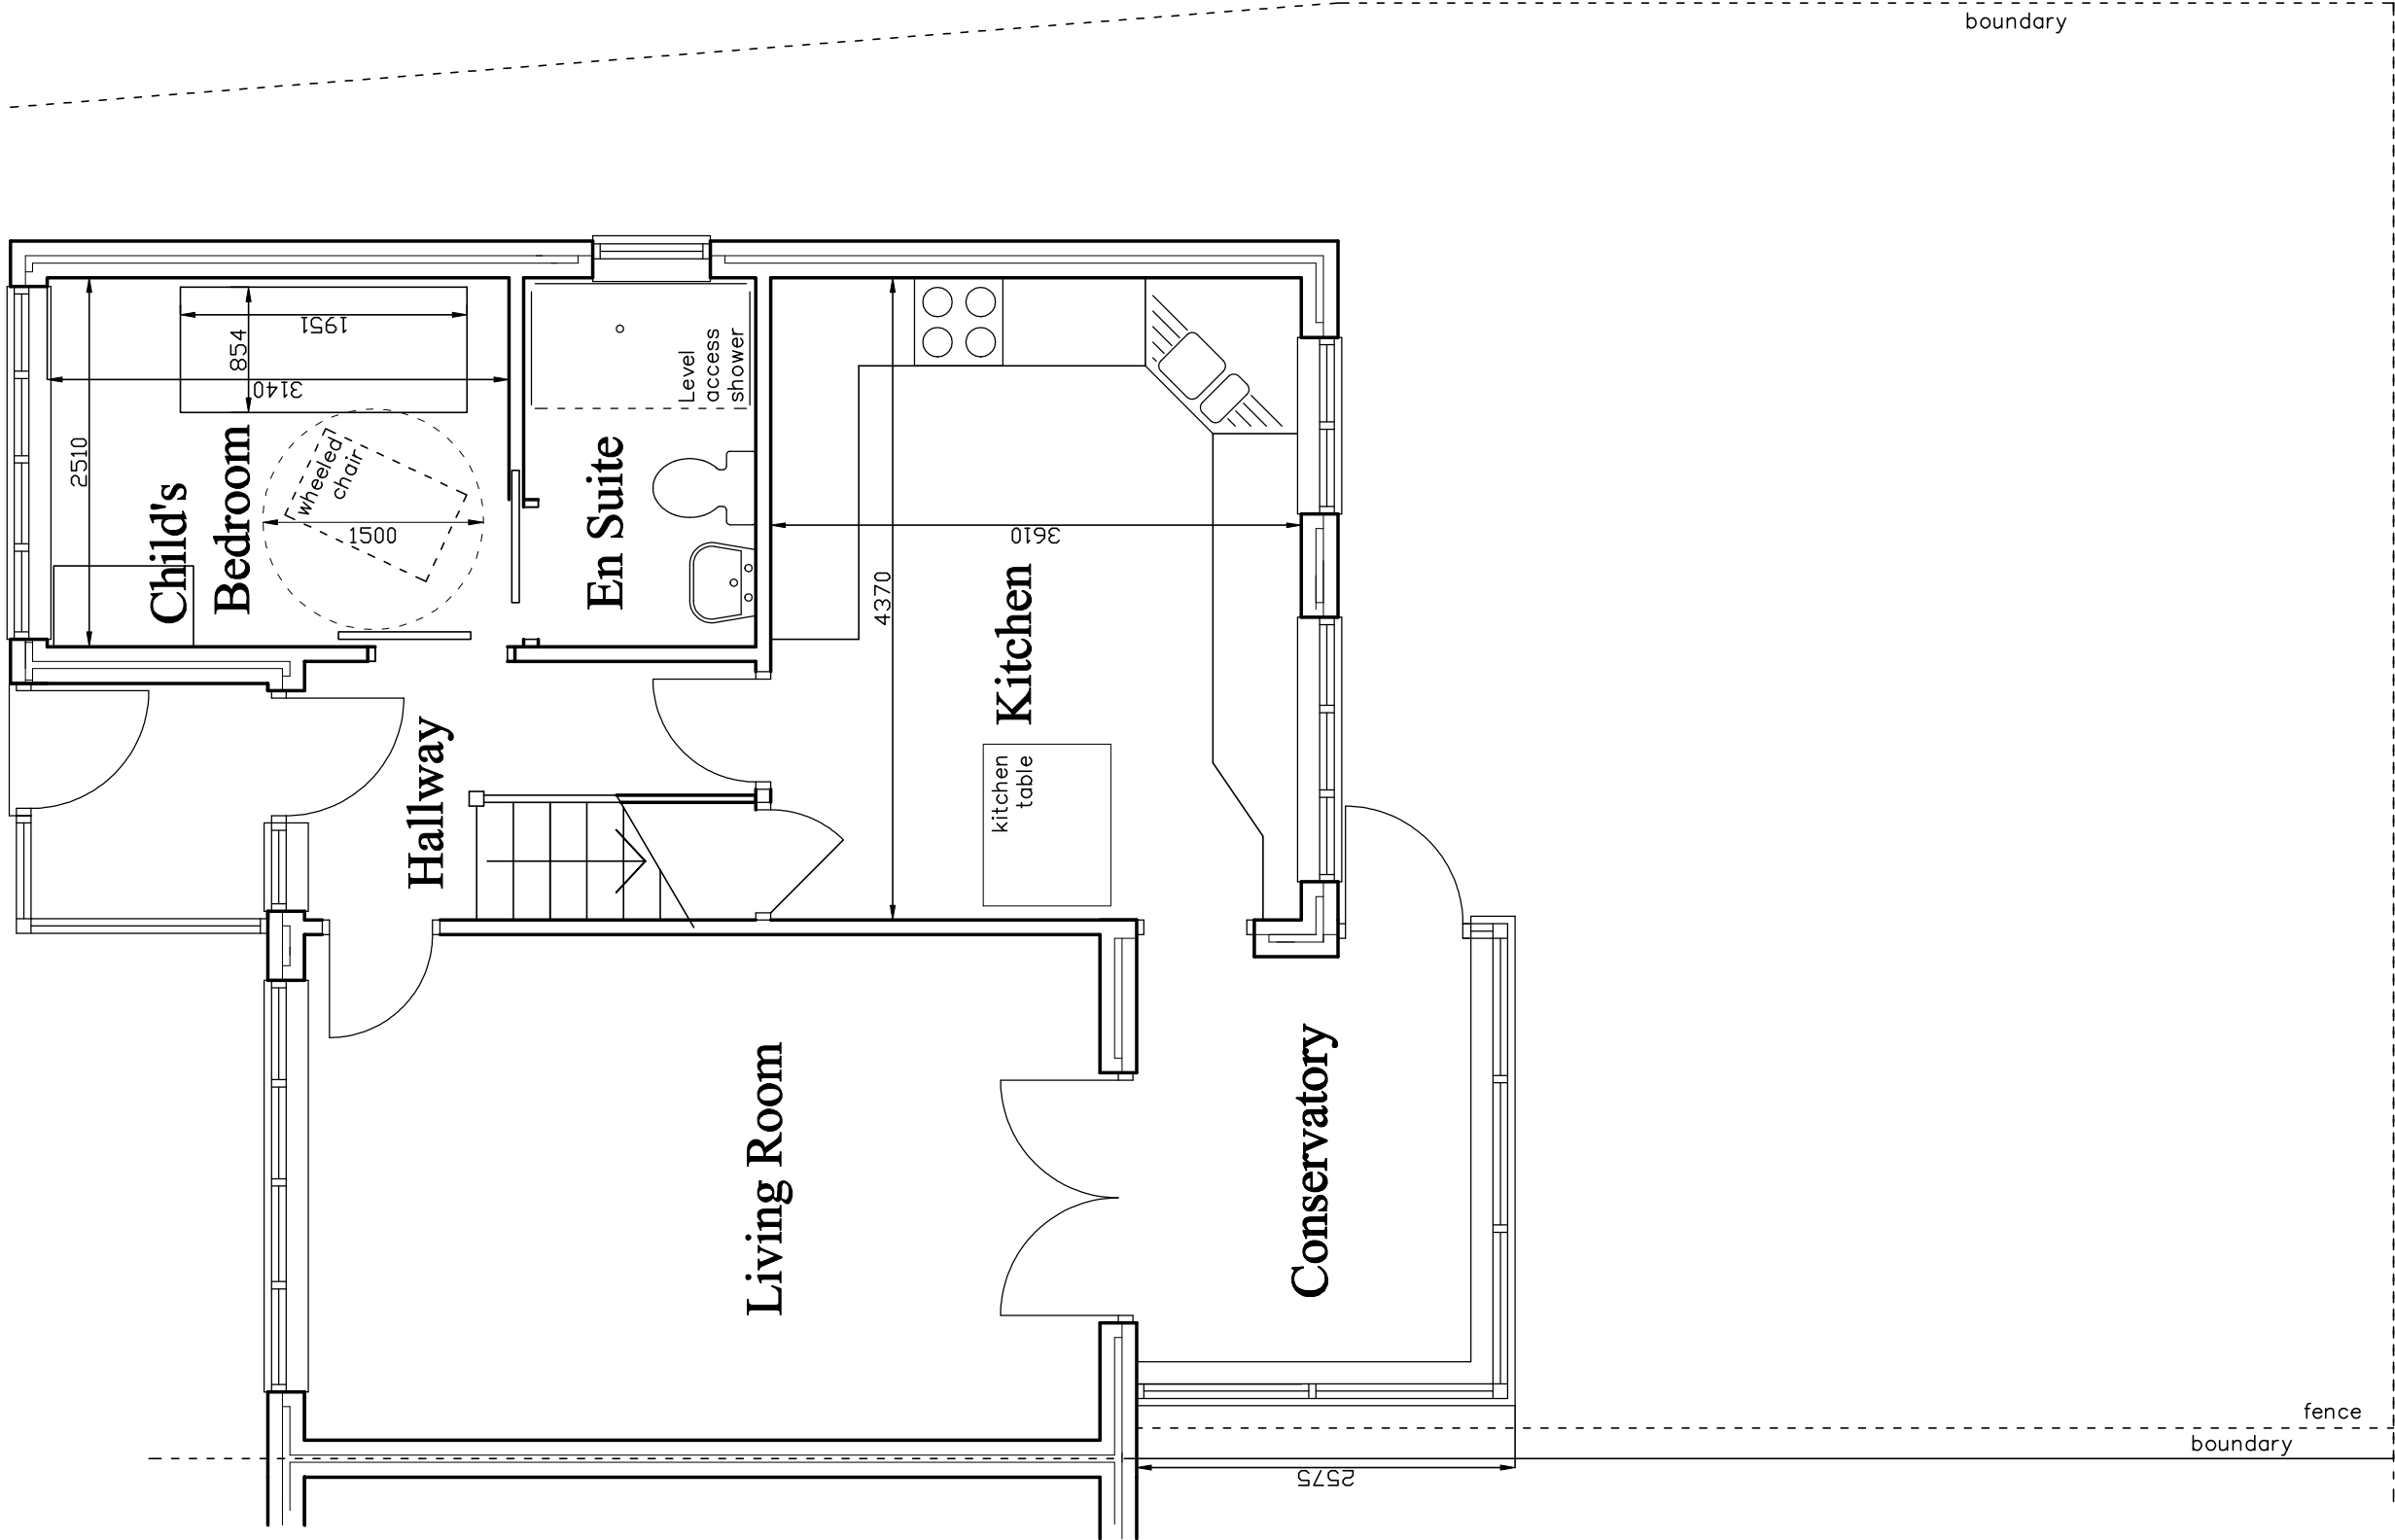 boundary
1951
854
3140
2510
Child's
Bedroom
wheeled
chair
1500
Level
access
shower
En Suite
3610
4370
Kitchen
kitchen
table
Hallway
Living Room
Conservatory
fence
boundary
2575